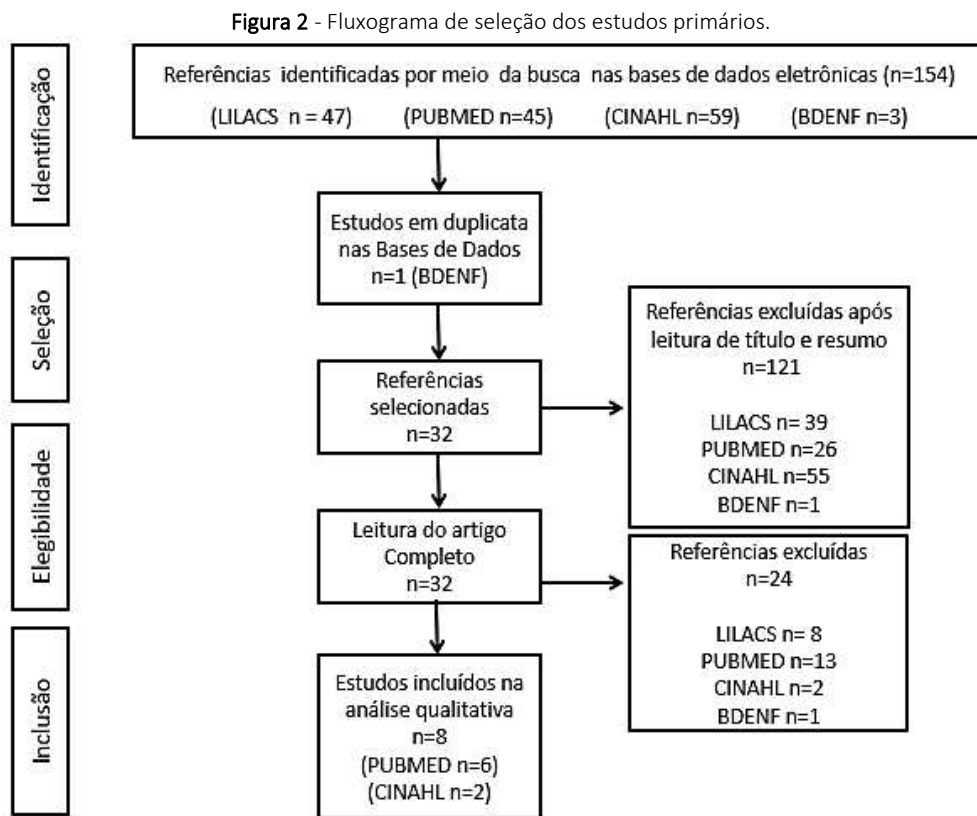 Figura 2 - Fluxograma de seleção dos estudos primários.
Identificação
Referências identificadas por meio da busca nas bases de dados eletrônicas (n=154)
(LILACS n = 47) (PUBMED n=45) (CINAHL n=59) (BDENF n=3)
Estudos em duplicata
nas Bases de Dados
n=1 (BDENF)
Seleção
Referências
selecionadas
n=32
Referências excluídas após
leitura de título e resumo
n=121
LILACS n= 39
PUBMED n=26
CINAHL n=55
BDENF n=1
Elegibilidade
Leitura do artigo
Completo
n=32
Referências excluídas
n=24
LILACS n= 8
PUBMED n=13
CINAHL n=2
BDENF n=1
Inclusão
Estudos incluídos na
análise qualitativa
n=8
(PUBMED n=6)
(CINAHL n=2)